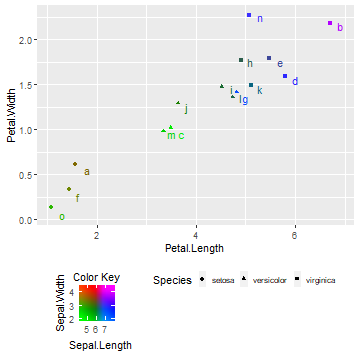 n
b
2.0
h
e
d
1.5
i
k
l g
j
m c
1.0
a
0.5
f
o
0.0
2
4
6
Petal.Width
Petal.Length
Color Key
Species
setosa
versicolor
virginica
4
3
2
5 6 7
Sepal.Width
Sepal.Length